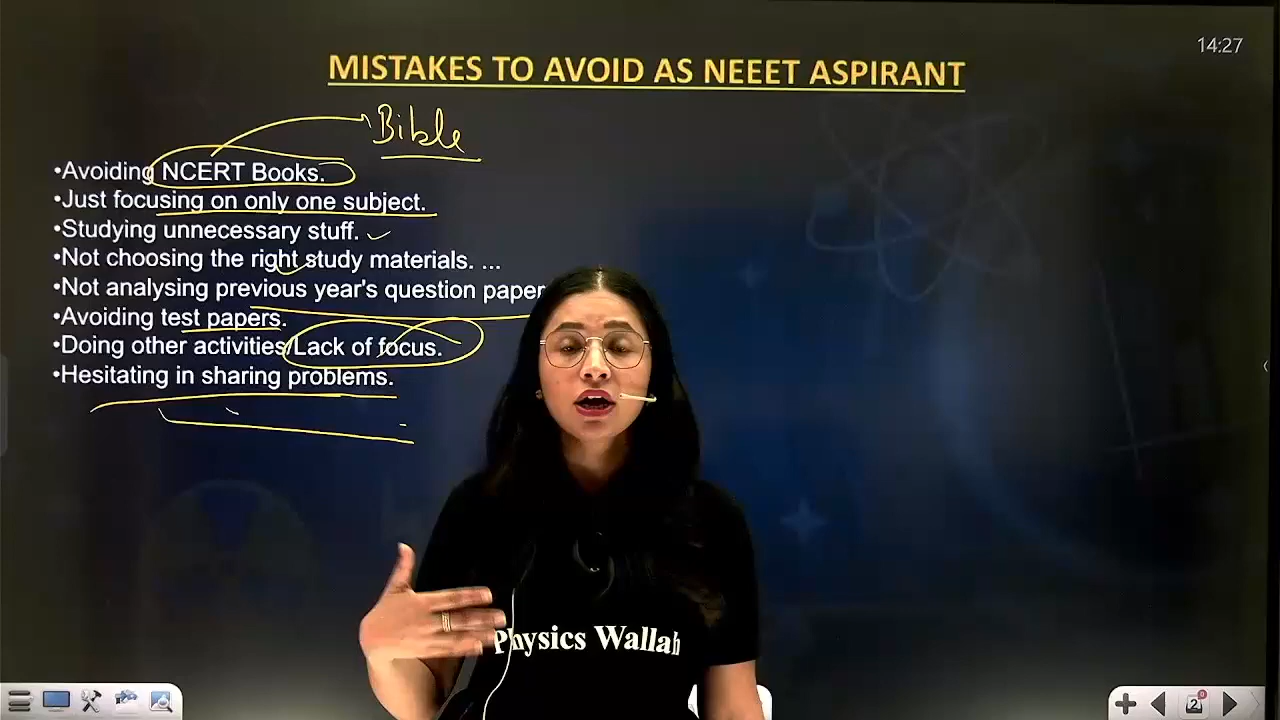 14:27
MISTAKES TO AVOID AS NEEET ASPIRANT
Bible
•Avoiding NCERT Books.
•Just focusing on only one subject.
•Studying unnecessary stuff.
•Not choosing the right study materials. ...
•Not analysing previous year's question paper
•Avoiding test papers.
•Doing other activities/Lack of focus.
•Hesitating in sharing problems.
Physics Wallah
2